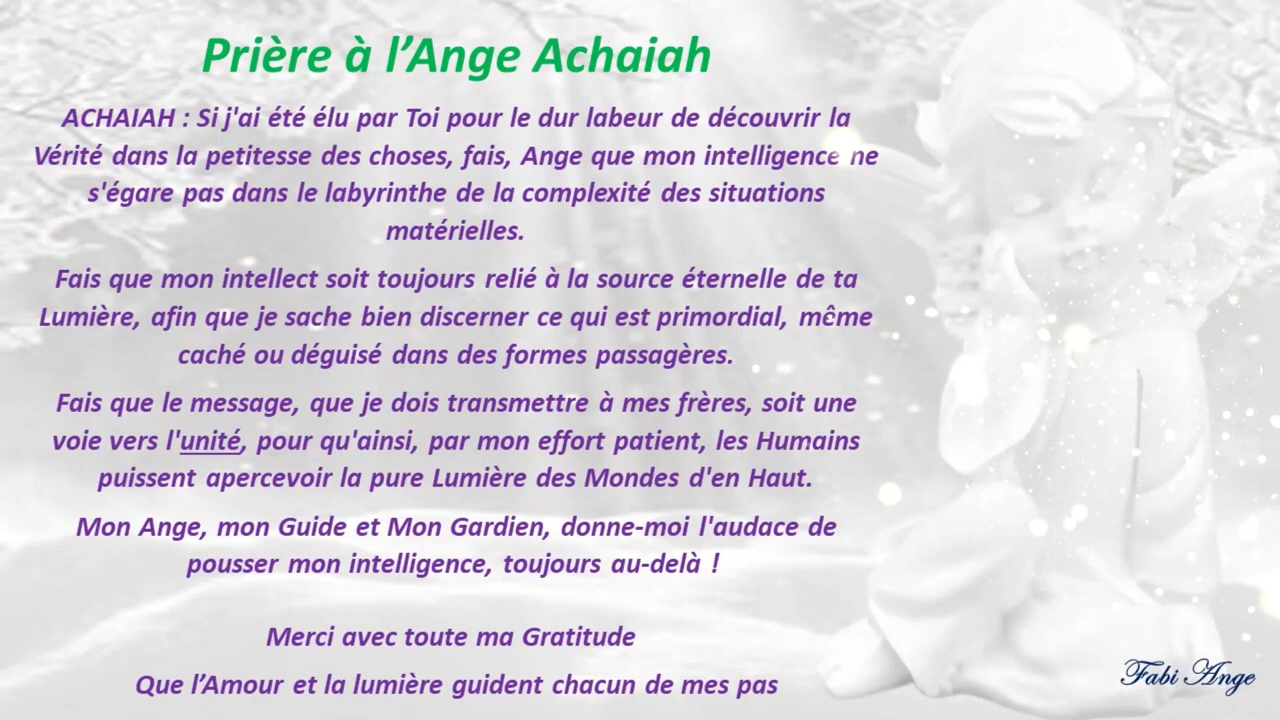 Prière à l’Ange Achaiah
ACHAIAH : Si j'ai été élu par Toi pour le dur labeur de découvrir la
Vérité dans la petitesse des choses, fais, Ange que mon intelligence ne
s'égare pas dans le labyrinthe de la complexité des situations
matérielles.
Fais que mon intellect soit toujours relié à la source éternelle de ta
Lumière, afin que je sache bien discerner ce qui est primordial, même
caché ou déguisé dans des formes passagères.
Fais que le message, que je dois transmettre à mes frères, soit une
voie vers l'unité, pour qu'ainsi, par mon effort patient, les Humains
puissent apercevoir la pure Lumière des Mondes d'en Haut.
Mon Ange, mon Guide et Mon Gardien, donne-moi l'audace de
pousser mon intelligence, toujours au-delà !
Merci avec toute ma Gratitude
Que l’Amour et la lumière guident chacun de mes pas
Fabi Ange